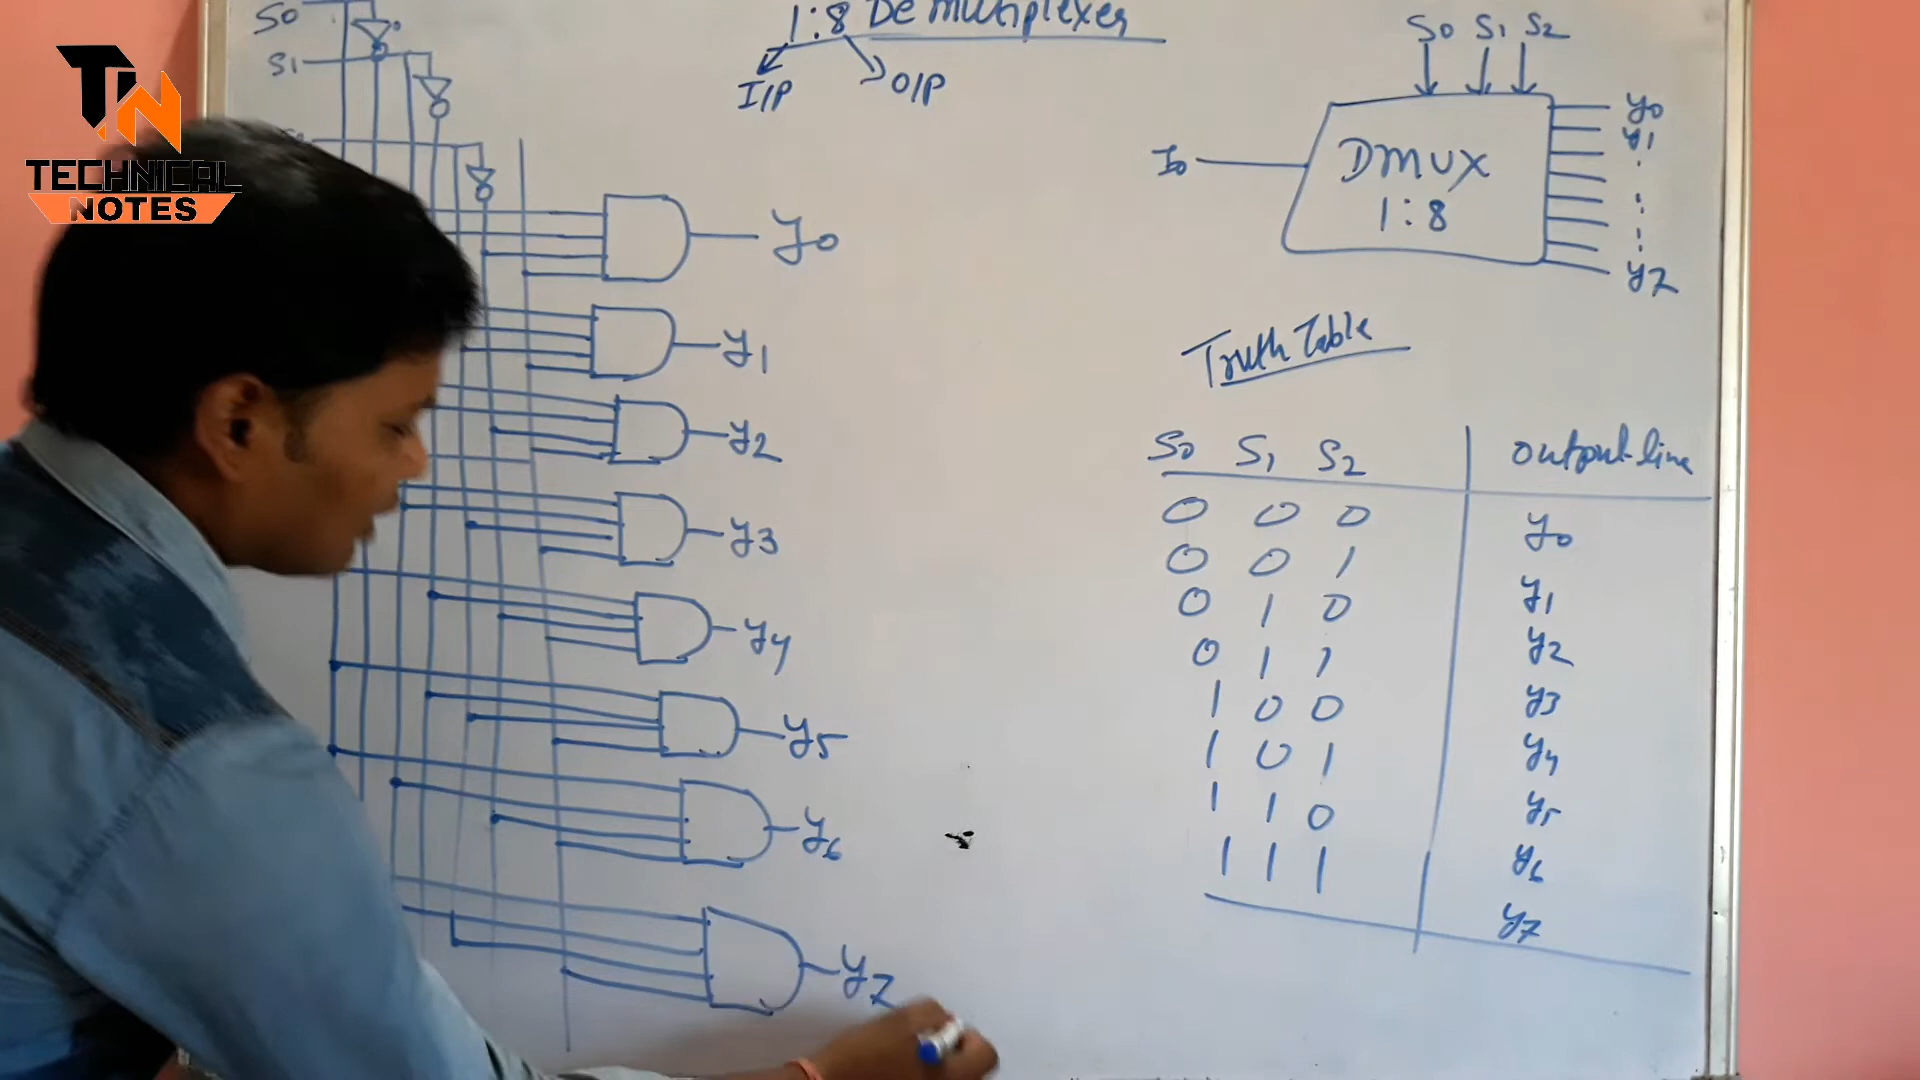 TECHNICAL
NOTES
1:8 De multiplexer
I/P
O/P
S0
S1
y0
y1
y2
y3
y4
y5
y6
y7
S0 S1 S2
I0
DMUX
1:8
y0
y1
y7
Truth Table
S0 S1 S2 output line
0 0 0 y0
0 0 1 y1
0 1 0 y2
0 1 1 y3
1 0 0 y4
1 0 1 y5
1 1 0 y6
1 1 1 y7